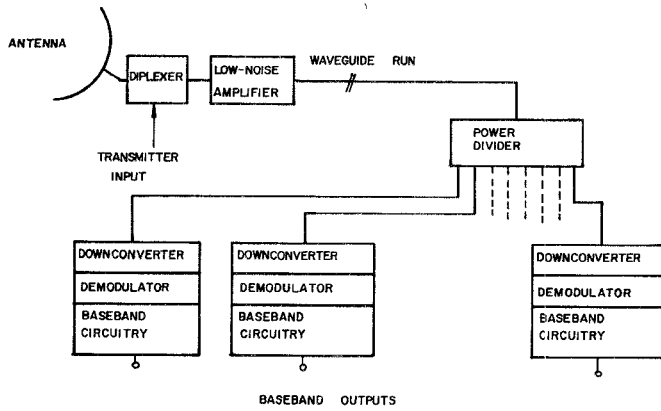 ANTENNA
DIPLEXER
LOW-NOISE
AMPLIFIER
WAVEGUIDE RUN
TRANSMITTER
INPUT
POWER
DIVIDER
DOWNCONVERTER
DEMODULATOR
BASEBAND
CIRCUITRY
DOWNCONVERTER
DEMODULATOR
BASEBAND
CIRCUITRY
DOWNCONVERTER
DEMODULATOR
BASEBAND
CIRCUITRY
BASEBAND OUTPUTS